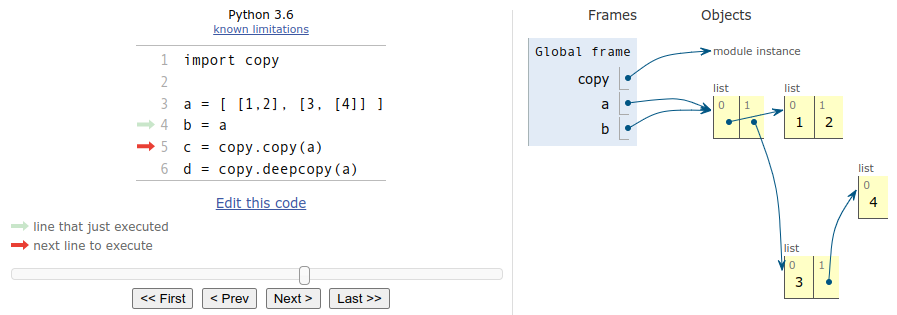 Python 3.6
known limitations
1 import copy
2
3 a = [ [1,2], [3, [4]] ]
4 b = a
5 c = copy.copy(a)
6 d = copy.deepcopy(a)
Edit this code
line that just executed
next line to execute
<< First < Prev Next > Last >>
Frames Objects
Global frame
copy
a
b
module instance
list
0 1
list
0 1
1 2
list
0
4
list
0 1
3